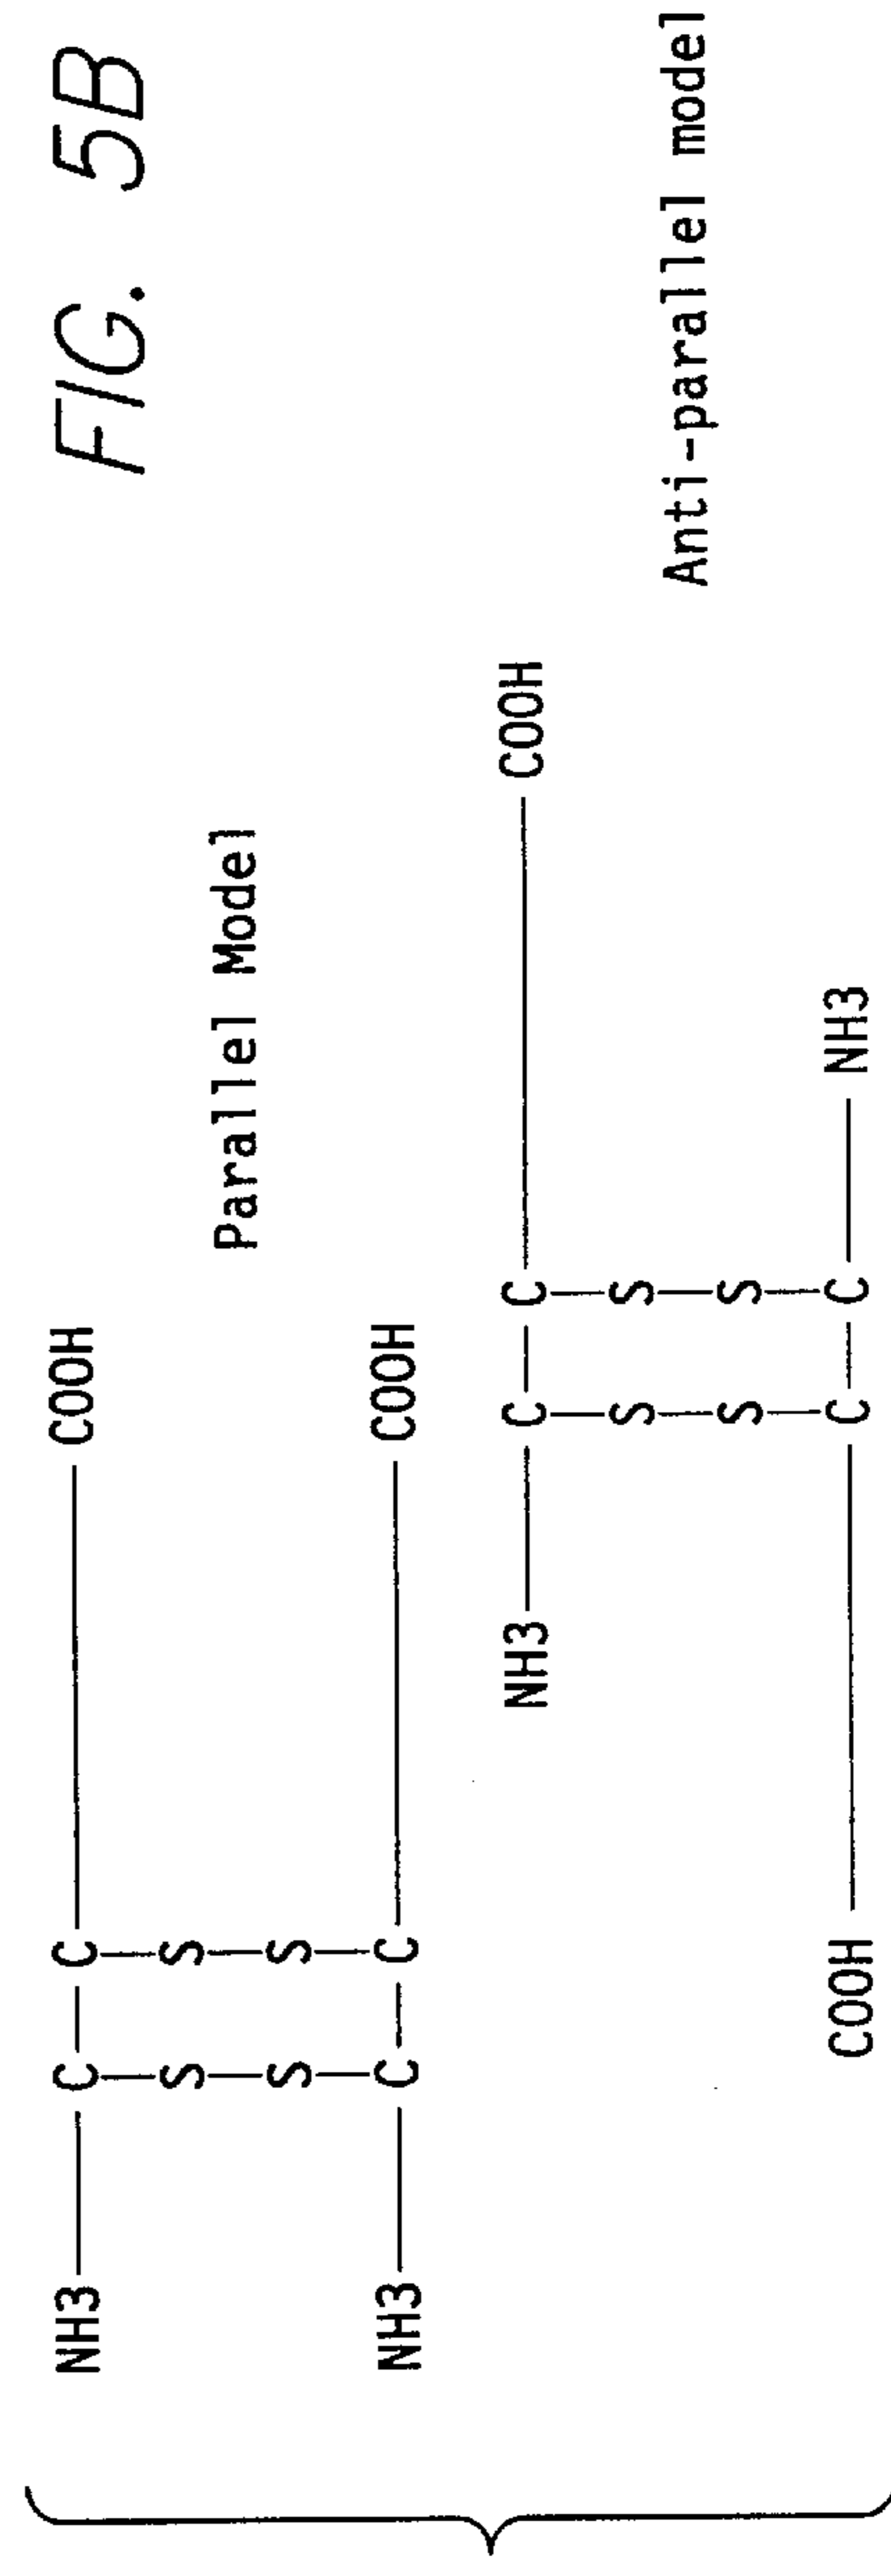 FIG. 5B
NH3 C C COOH
S S
S S
NH3 C C COOH
Parallel Model
NH3 C C COOH
S S
S S
COOH C C NH3
Anti-parallel model